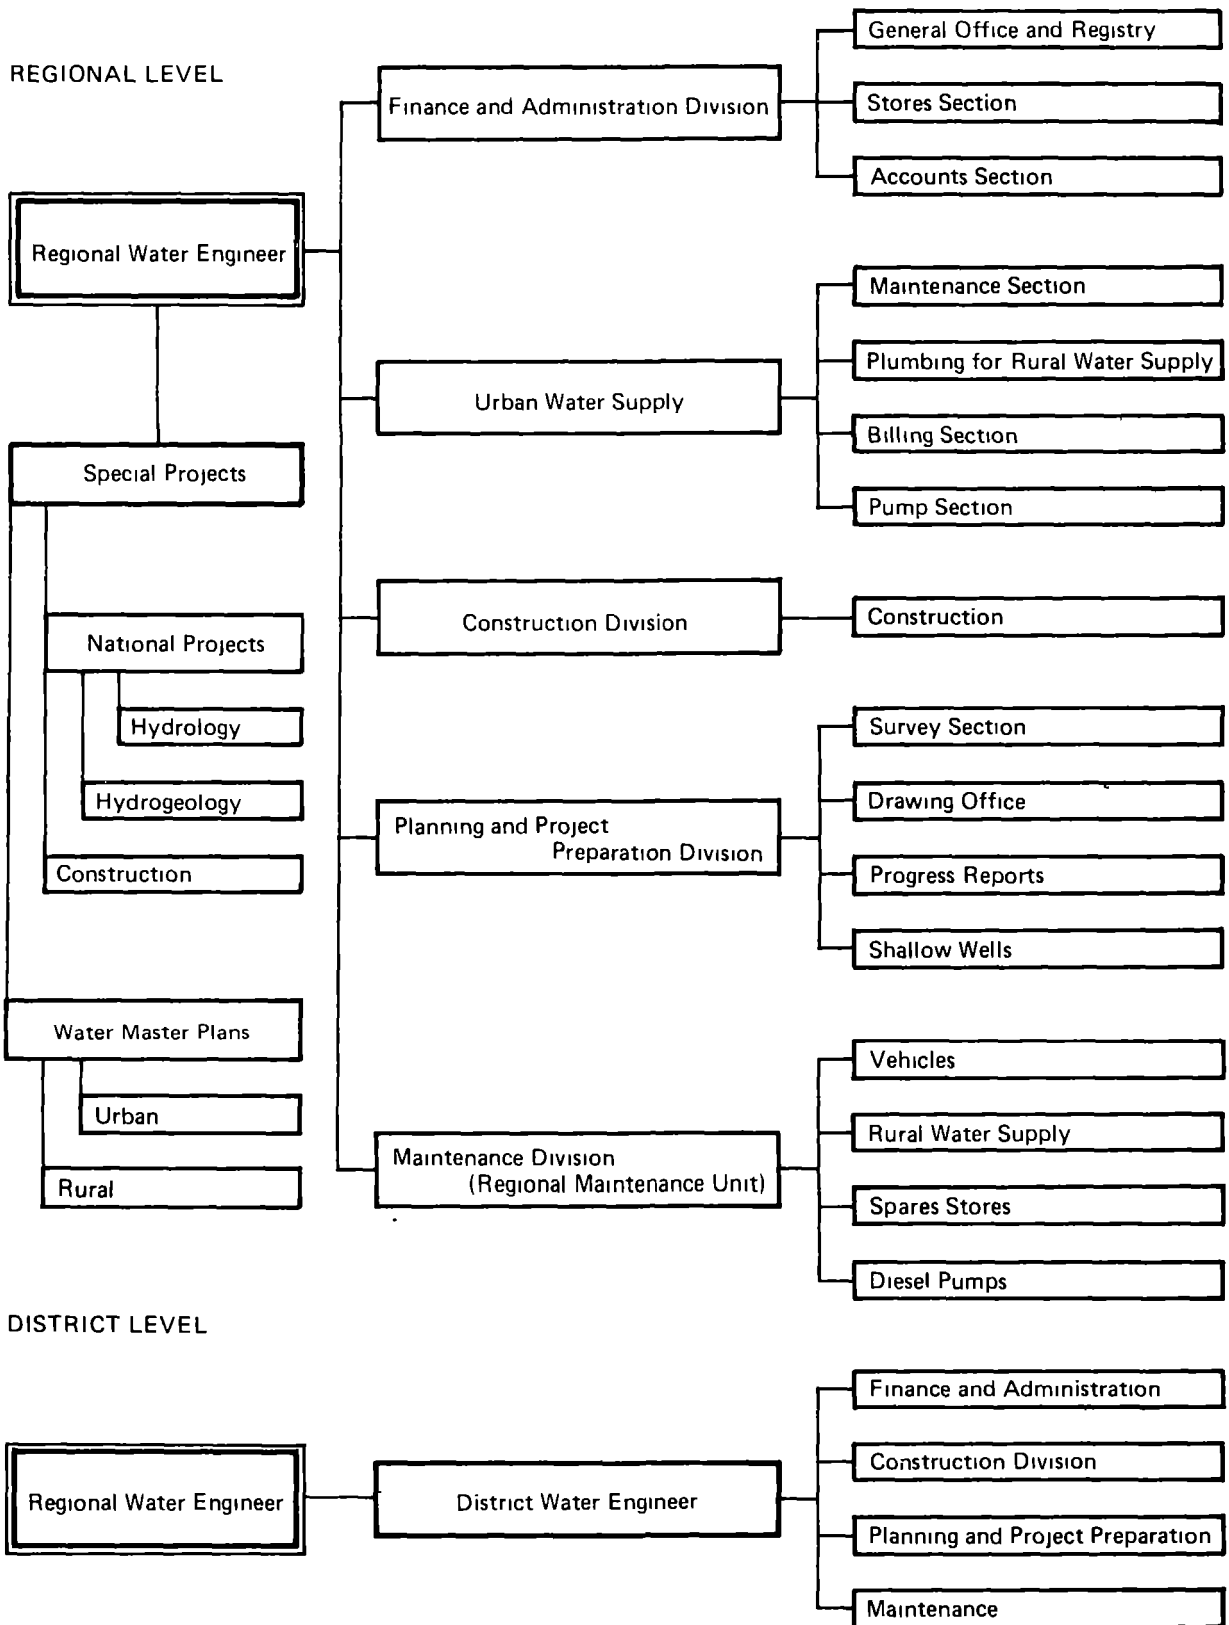 REGIONAL LEVEL
Regional Water Engineer
Special Projects
National Projects
Hydrology
Hydrogeology
Construction
Water Master Plans
Urban
Rural
Finance and Administration Division
General Office and Registry
Stores Section
Accounts Section
Urban Water Supply
Maintenance Section
Plumbing for Rural Water Supply
Billing Section
Pump Section
Construction Division
Construction
Planning and Project
Preparation Division
Survey Section
Drawing Office
Progress Reports
Shallow Wells
Maintenance Division
(Regional Maintenance Unit)
Vehicles
Rural Water Supply
Spares Stores
Diesel Pumps
DISTRICT LEVEL
Regional Water Engineer
District Water Engineer
Finance and Administration
Construction Division
Planning and Project Preparation
Maintenance